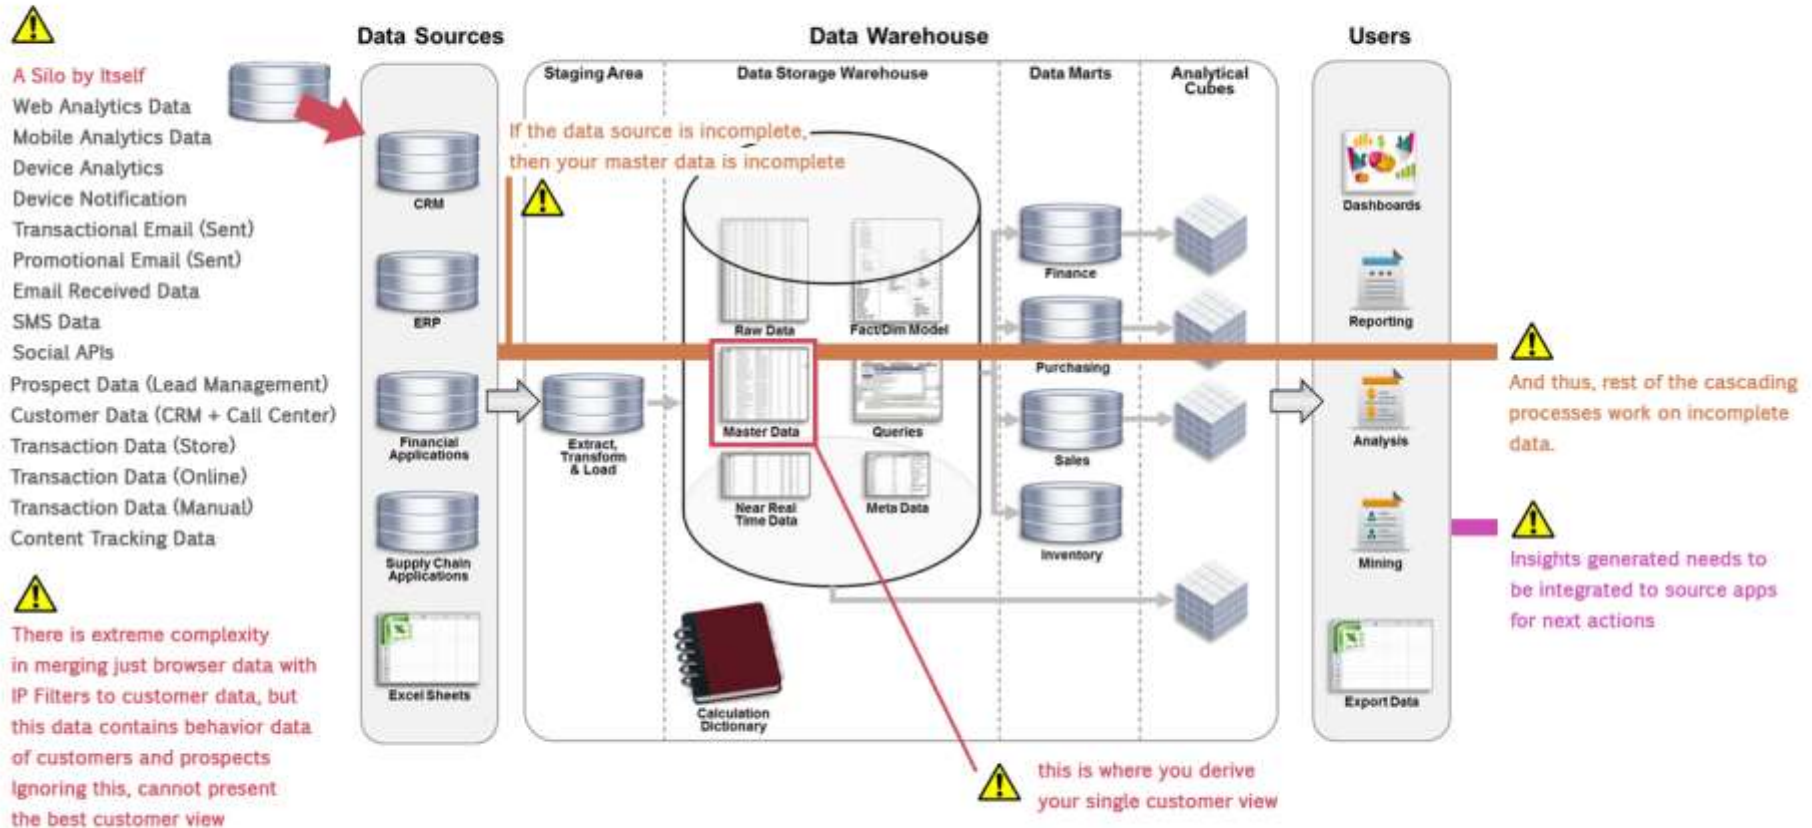 Data Sources
Data Warehouse
Users
A Silo by Itself
Web Analytics Data
Mobile Analytics Data
Device Analytics
Device Notification
Transactional Email (Sent)
Promotional Email (Sent)
Email Received Data
SMS Data
Social APIs
Prospect Data (Lead Management)
Customer Data (CRM + Call Center)
Transaction Data (Store)
Transaction Data (Online)
Transaction Data (Manual)
Content Tracking Data
There is extreme complexity
in merging just browser data with
IP Filters to customer data, but
this data contains behavior data
of customers and prospects
Ignoring this, cannot present
the best customer view
CRM
ERP
Financial
Applications
Supply Chain
Applications
Excel Sheets
Staging Area
Data Storage Warehouse
Data Marts
Analytical
Cubes
If the data source is incomplete,
then your master data is incomplete
Extract,
Transform
& Load
Raw Data
Fact/Dim Model
Master Data
Queries
Near Real
Time Data
Meta Data
Calculation
Dictionary
Finance
Purchasing
Sales
Inventory
this is where you derive
your single customer view
Dashboards
Reporting
Analysis
Mining
Export Data
And thus, rest of the cascading
processes work on incomplete
data.
Insights generated needs to
be integrated to source apps
for next actions